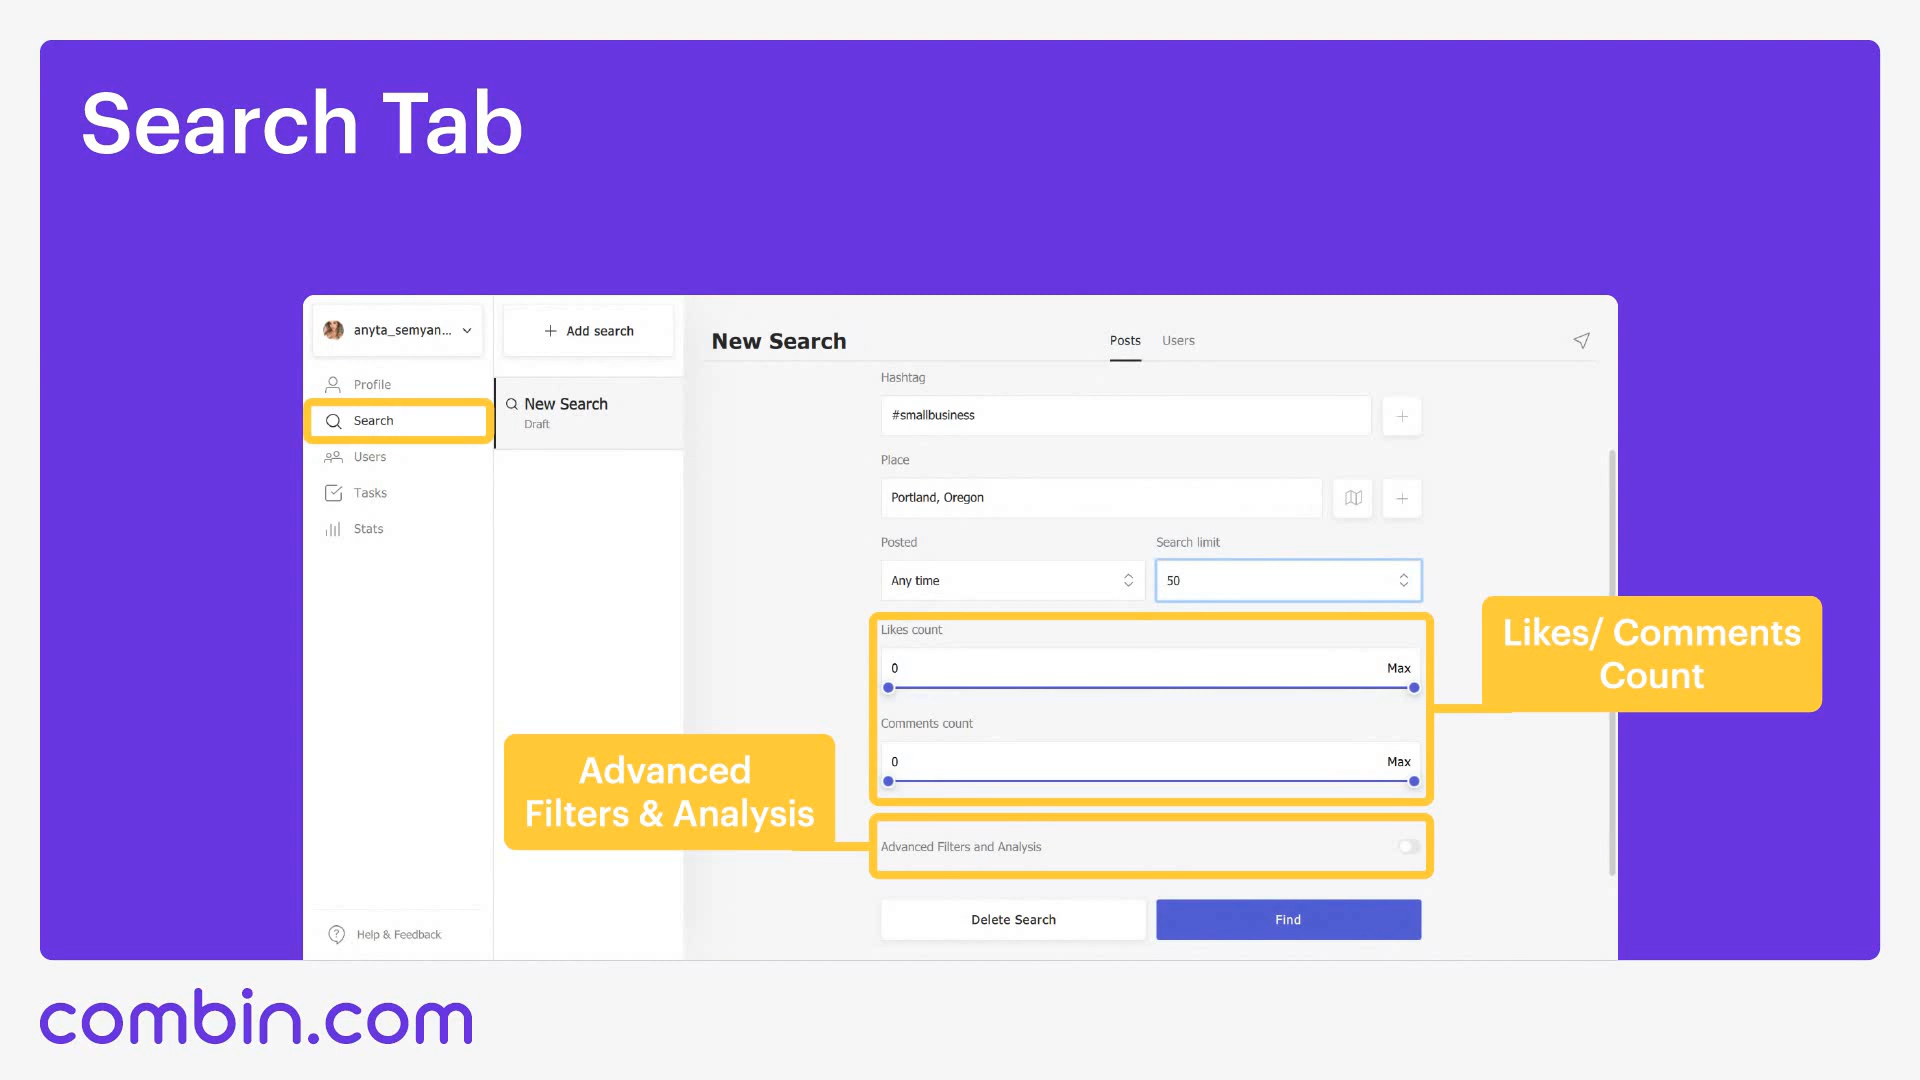 Search Tab
anyta_semyan...
Add search
New Search
Posts
Users
Profile
Search
Users
Tasks
Stats
New Search
Draft
Hashtag
#smallbusiness
Place
Portland, Oregon
Posted
Search limit
Any time
50
Likes count
0
Max
Comments count
0
Max
Likes/ Comments
Count
Advanced
Filters & Analysis
Advanced Filters and Analysis
Delete Search
Find
Help & Feedback
combin.com